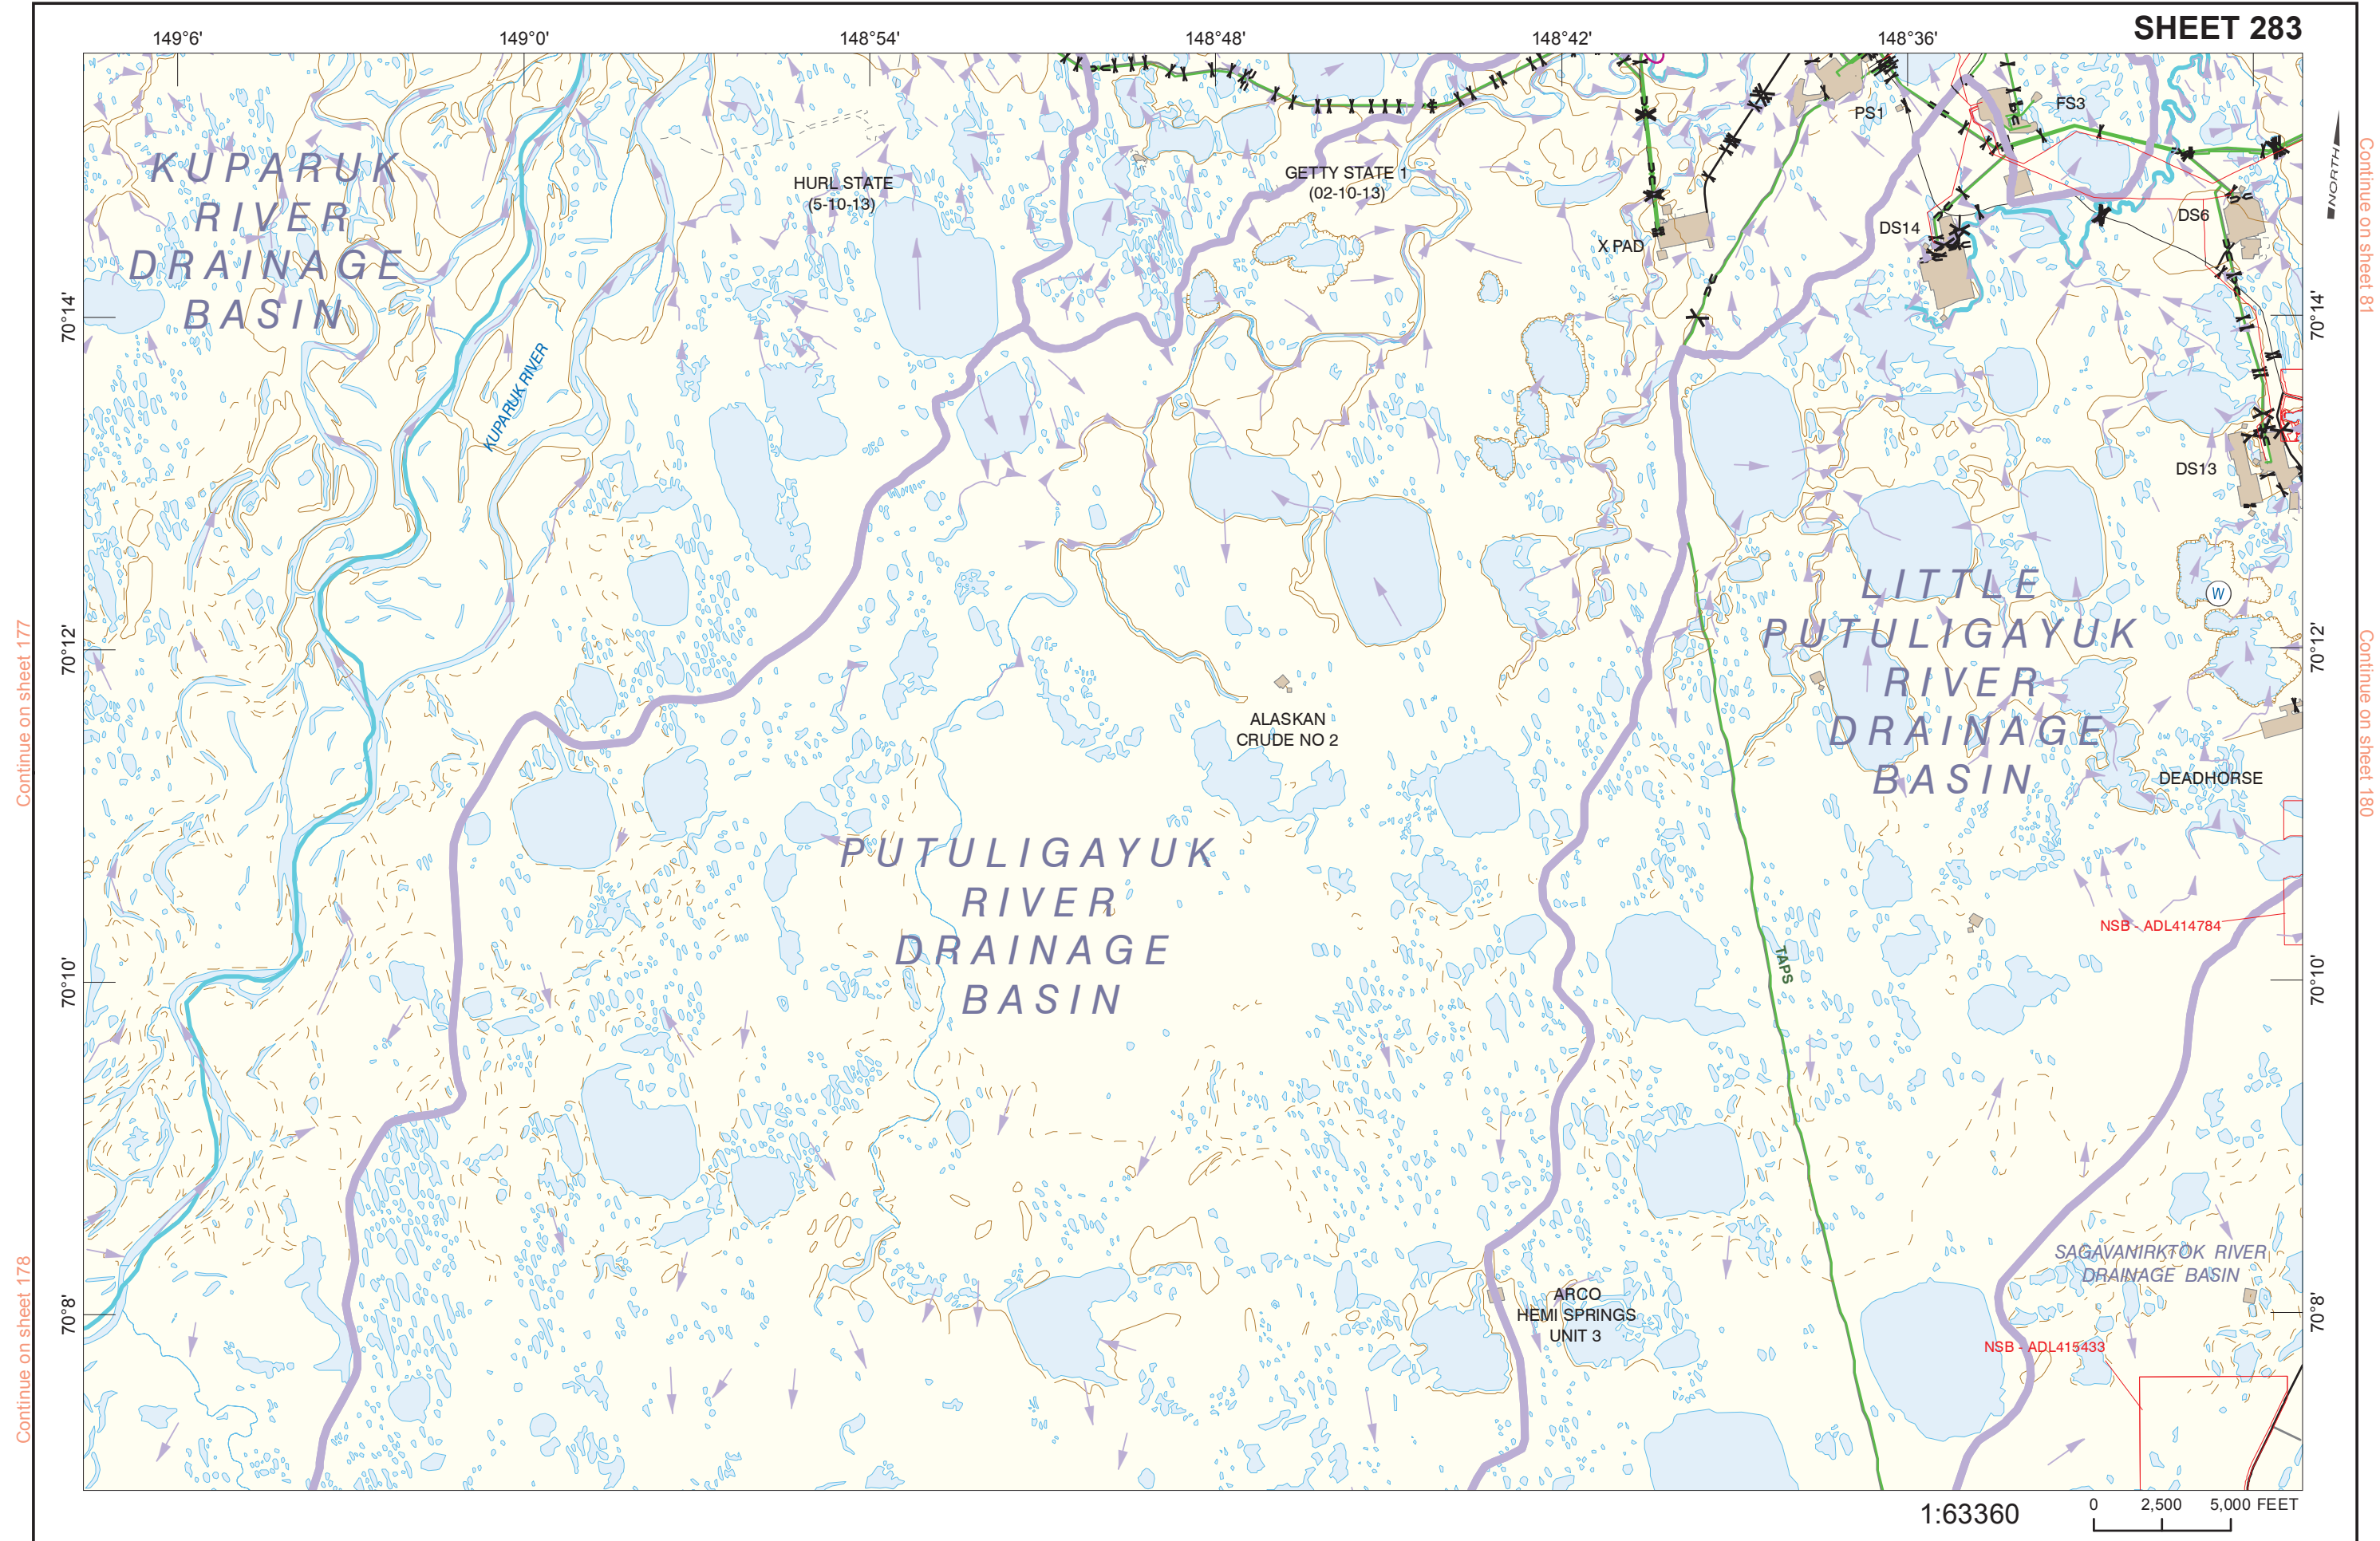 SHEET 283
149°6'
149°0'
148°54'
148°48'
148°42'
148°36'
KUPARUK
RIVER
DRAINAGE
BASIN
HURL STATE
(5-10-13)
GETTY STATE 1
(02-10-13)
X PAD
PS1
FS3
DS14
DS6
DS13
NORTH
Continue on sheet 81
70°14'
70°14'
KUPARUK RIVER
W
LITTLE
PUTULIGAYUK
RIVER
DRAINAGE
BASIN
70°12'
70°12'
Continue on sheet 177
Continue on sheet 180
ALASKAN
CRUDE NO 2
DEADHORSE
PUTULIGAYUK
RIVER
DRAINAGE
BASIN
NSB - ADL414784
TAPS
70°10'
70°10'
SAGAVANIRKTOK RIVER
DRAINAGE BASIN
ARCO
HEMI SPRINGS
UNIT 3
NSB - ADL415433
70°8'
70°8'
Continue on sheet 178
1:63360
0 2,500 5,000 FEET